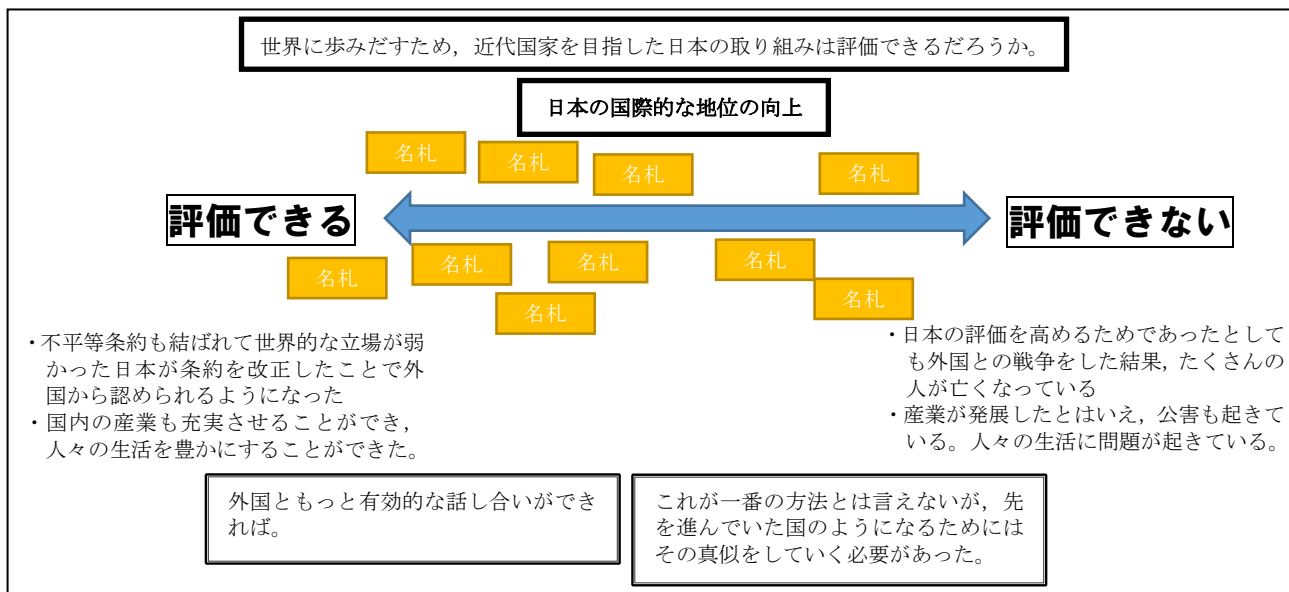 世界に歩みだすため，近代国家を目指した日本の取り組みは評価できるだろうか。
日本の国際的な地位の向上
名札
名札
名札
名札
評価できる
評価できない
名札
名札
名札
名札
名札
名札
・不平等条約も結ばれて世界的な立場が弱
かった日本が条約を改正したことで外
国から認められるようになった
・国内の産業も充実させることができ，
人々の生活を豊かにすることができた。
・日本の評価を高めるためであったとして
も外国との戦争をした結果，たくさんの
人が亡くなっている
・産業が発展したとはいえ，公害も起きて
いる。人々の生活に問題が起きている。
外国ともっと有効的な話し合いができ
れば。
これが一番の方法とは言えないが，先
を進んでいた国のようになるためには
その真似をしていく必要があった。